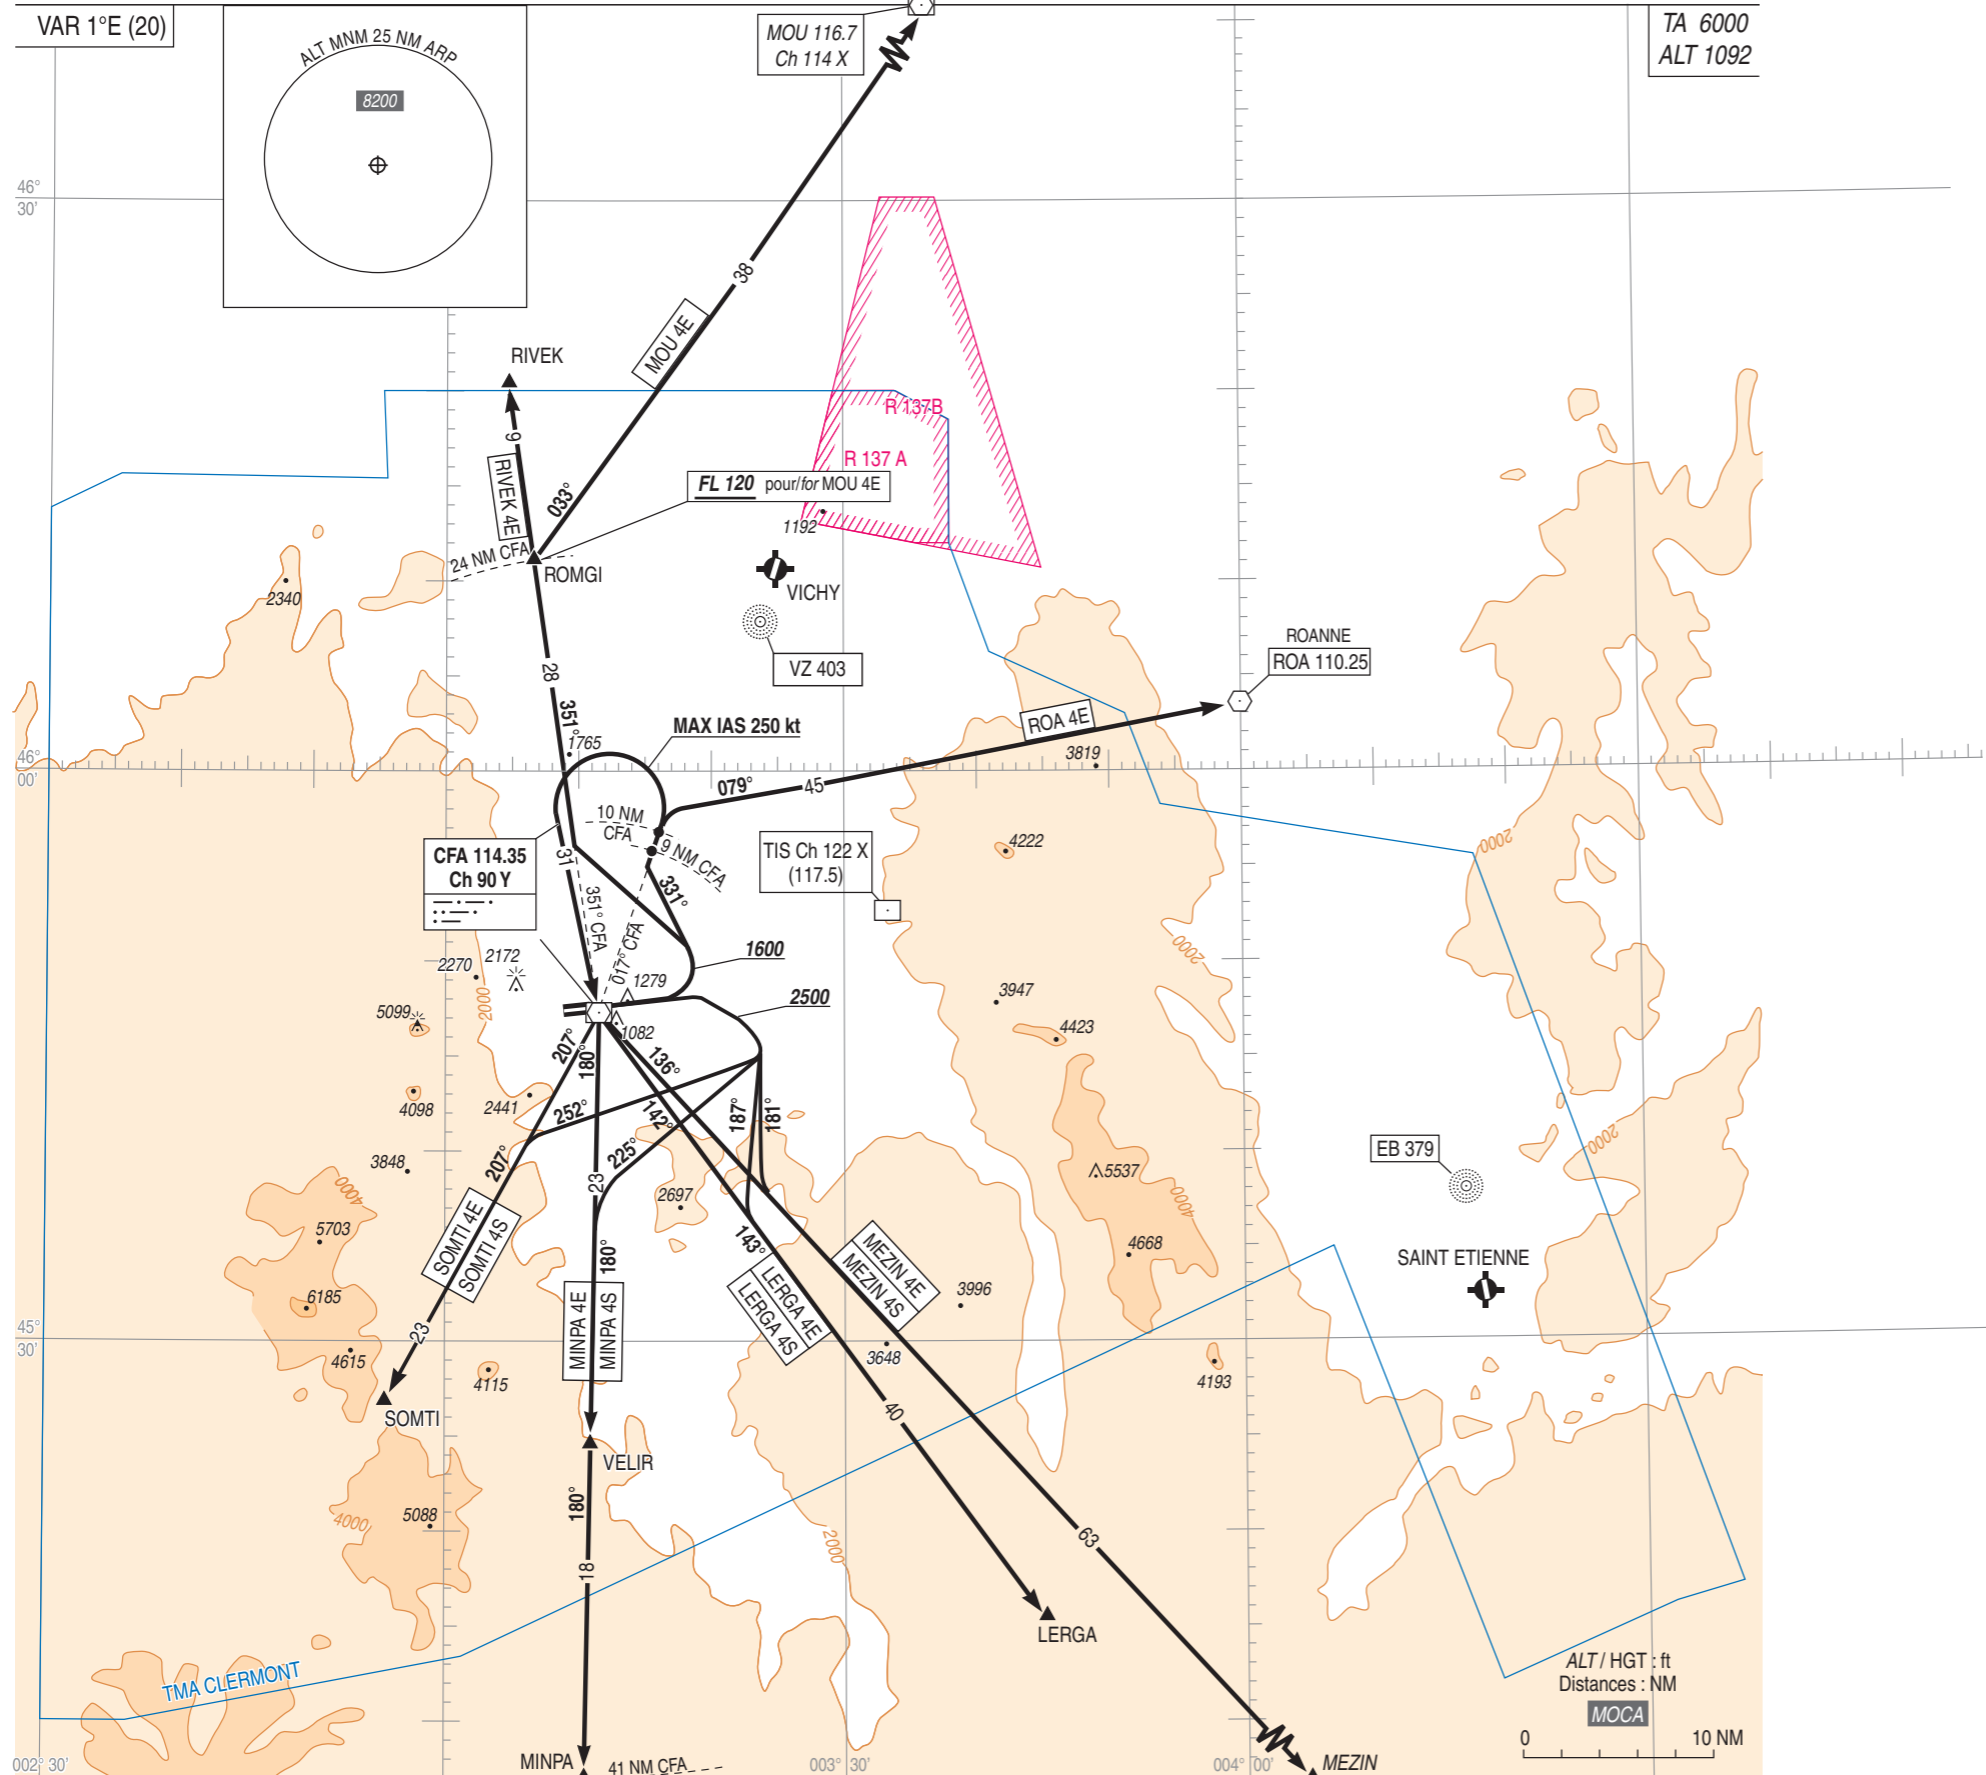 VAR 1°E (20)
ALT MNM 25 NM ARP
8200
MOU 116.7
Ch 114 X
TA 6000
ALT 1092
46°
30'
38
MOU 4E
RIVEK
9
RIVEK 4E
033°
R 137B
R 137 A
FL 120 pour/for MOU 4E
1192
24 NM CFA
ROMGI
VICHY
2340
VZ 403
ROANNE
ROA 110.25
28
351°
1765
MAX IAS 250 kt
ROA 4E
3819
46°
00'
079°
45
10 NM
CFA
9 NM CFA
CFA 114.35
Ch 90 Y
31
351° CFA
017° CFA
331°
TIS Ch 122 X
(117.5)
4222
2000
1600
2000
2270
2172
2000
1279
2500
5099
1082
3947
4423
207°
180°
136°
4098
2441
252°
142°
187°
181°
225°
3848
207°
23
2697
5537
EB 379
2000
4000
5703
SOMTI 4E
SOMTI 4S
180°
143°
4000
4668
MEZIN 4E
MEZIN 4S
SAINT ETIENNE
6185
MINPA 4E
MINPA 4S
LERGA 4E
LERGA 4S
3996
45°
30'
23
4615
4115
3648
4193
SOMTI
40
VELIR
180°
5088
4000
2000
63
18
LERGA
TMA CLERMONT
ALT / HGT : ft
Distances : NM
MOCA
0 10 NM
002° 30'
MINPA
41 NM CFA
003° 30'
004° 00'
MEZIN